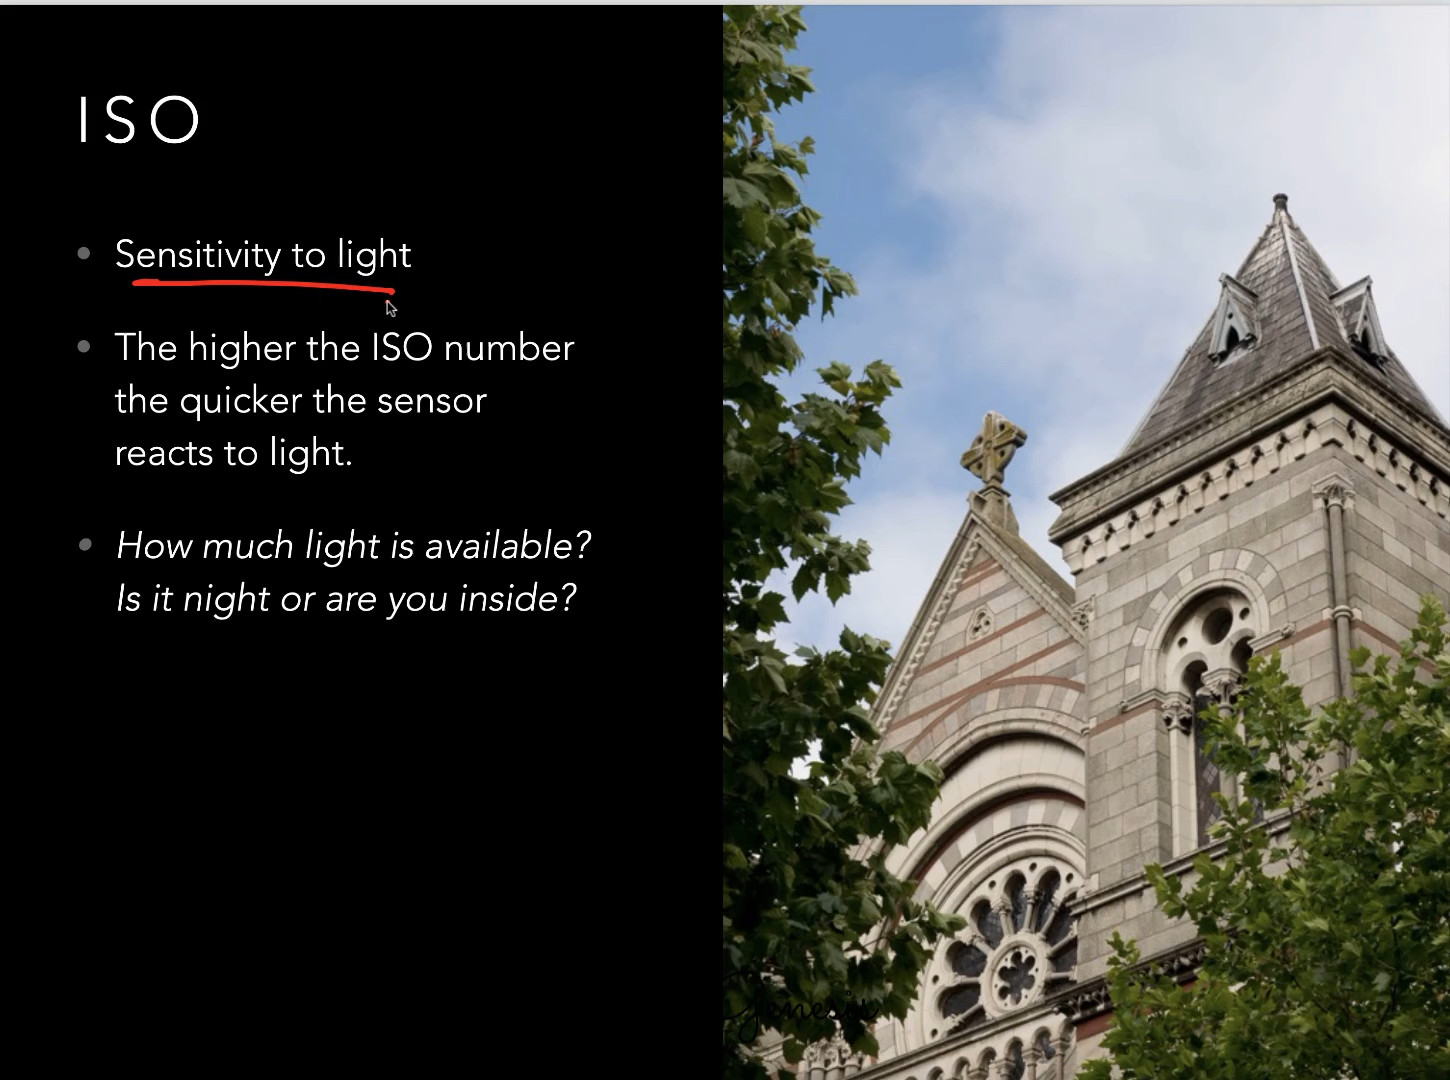 ISO
Sensitivity to light
The higher the ISO number
the quicker the sensor
reacts to light.
How much light is available?
Is it night or are you inside?